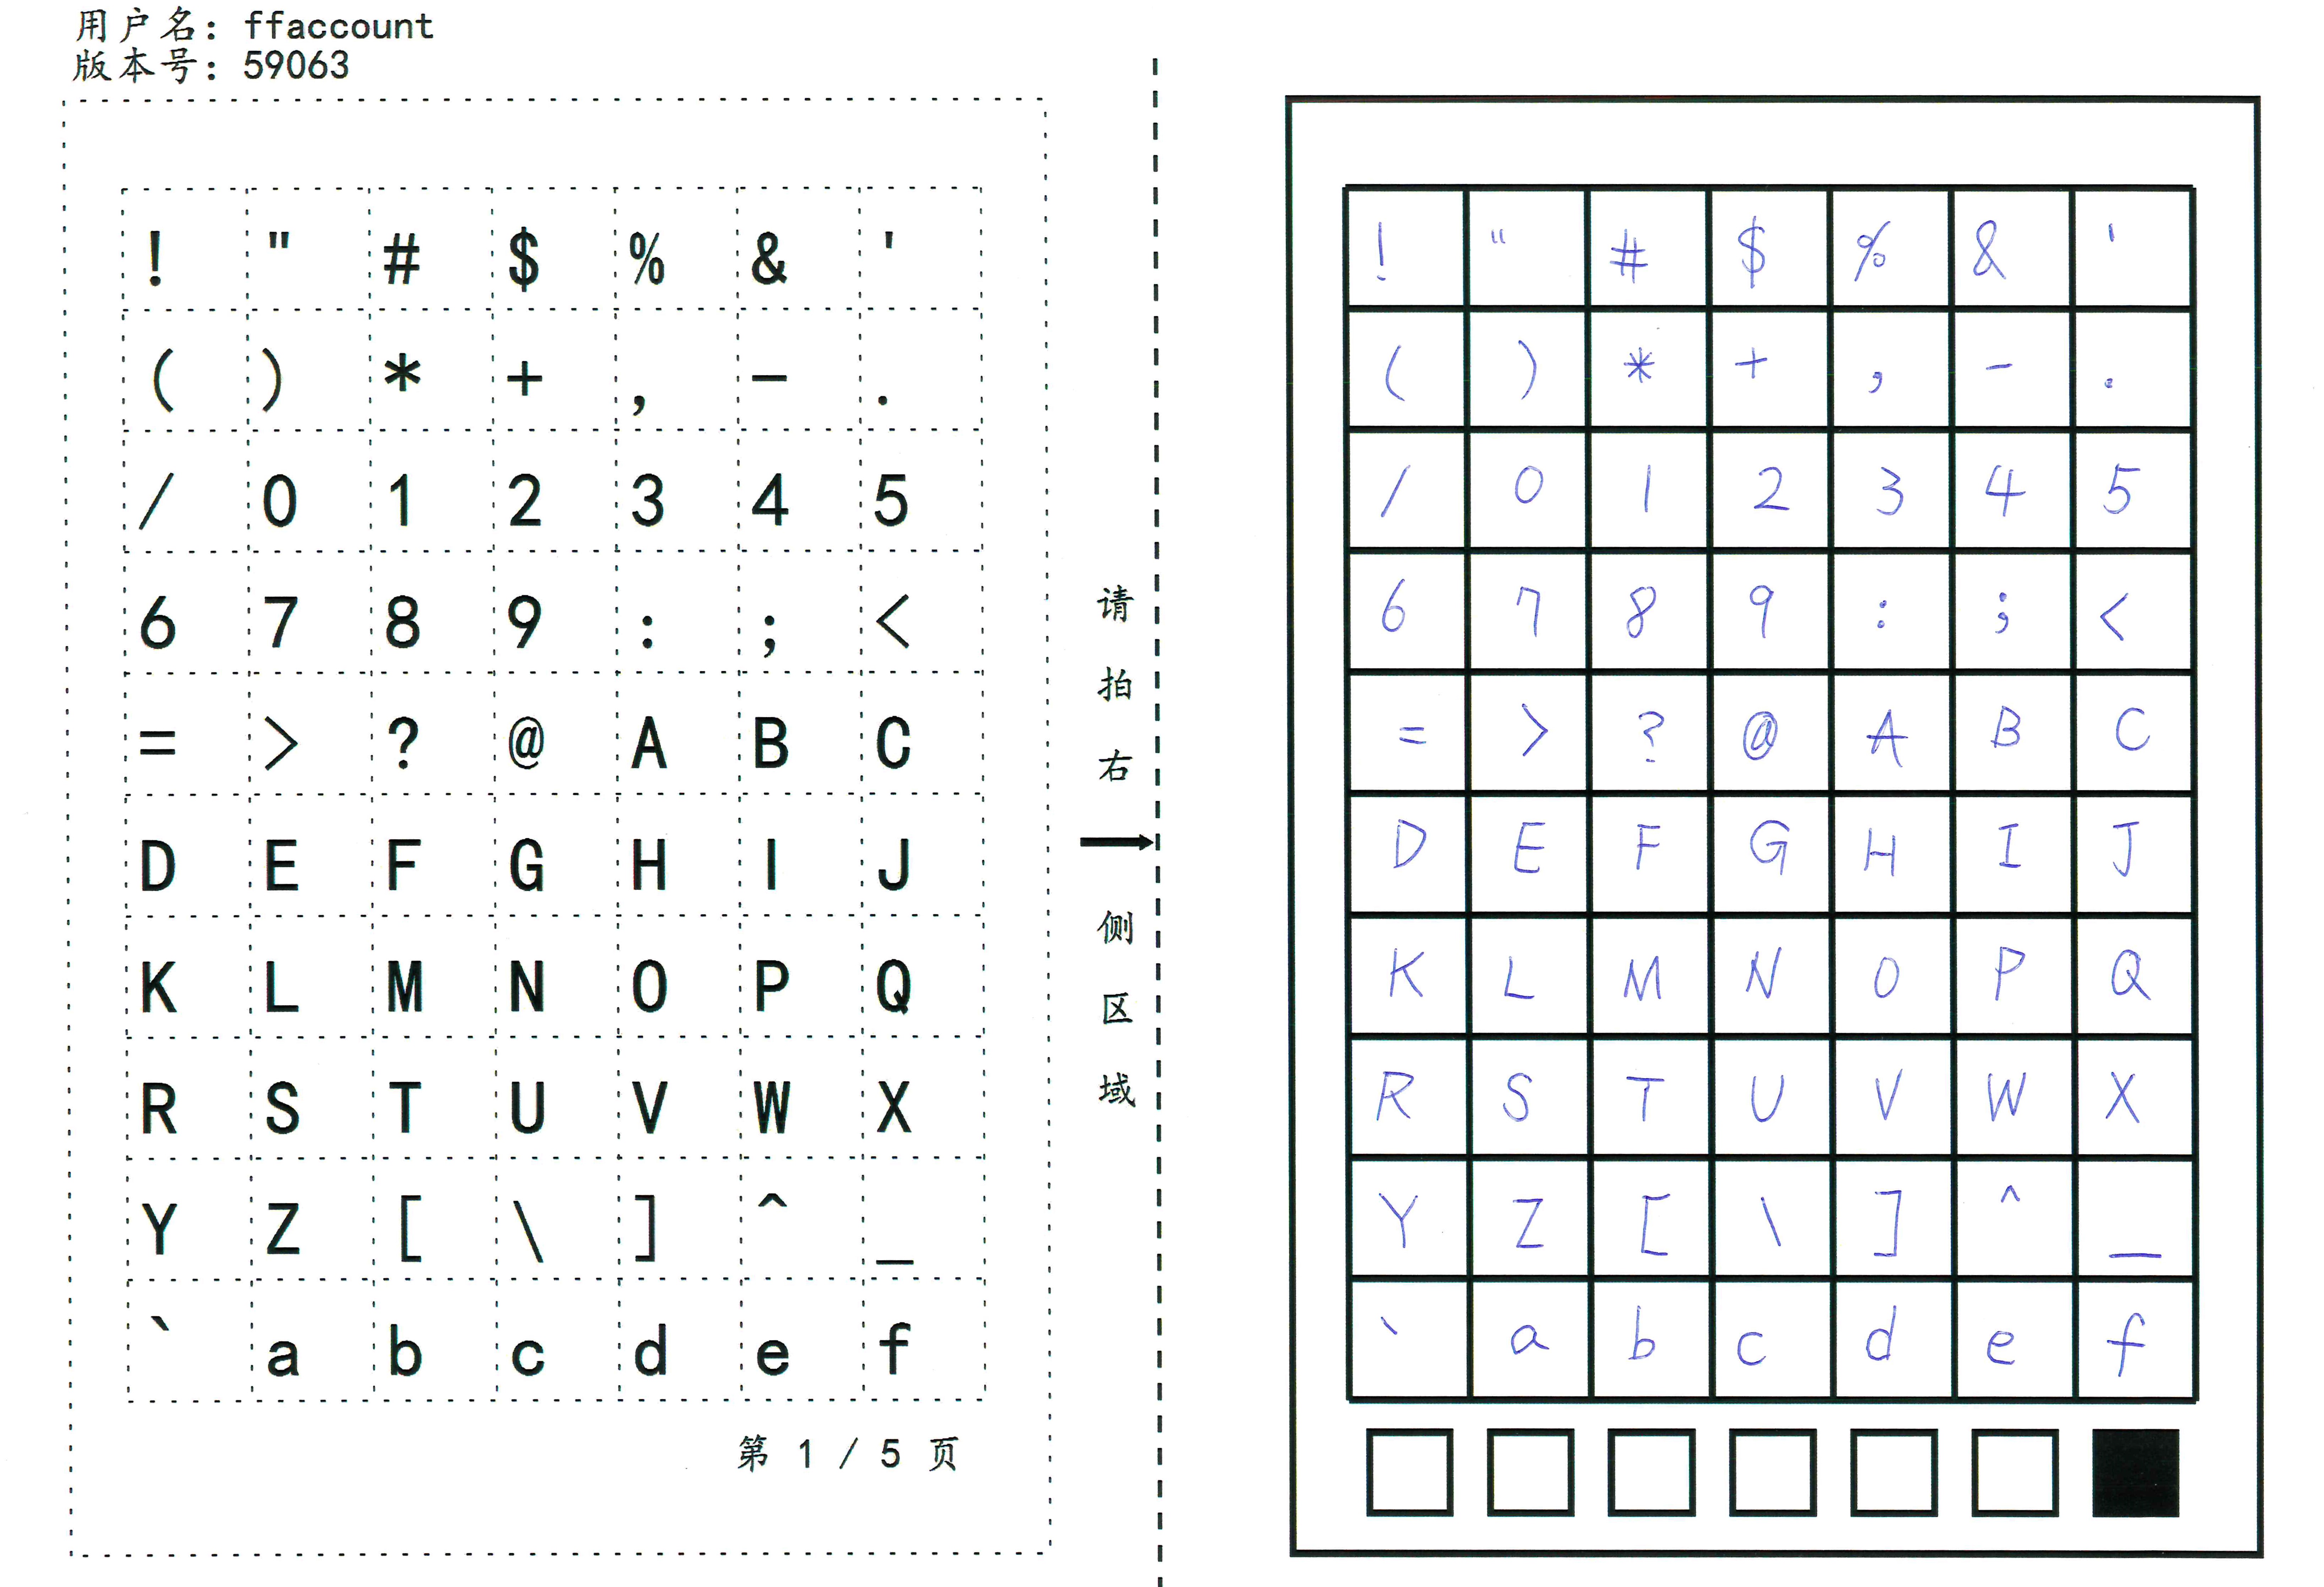 用户名：ffaccount
版本号：59063
! " # $ % & '
( ) * + , - .
/ 0 1 2 3 4 5
6 7 8 9 : ; <
= > ? @ A B C
D E F G H I J
K L M N O P Q
R S T U V W X
Y Z [ \ ] ^ _
` a b c d e f
第 1 / 5 页
请
拍
右
侧
区
域
! " # $ % & '
( ) * + , - .
/ 0 1 2 3 4 5
6 7 8 9 : ; <
= > ? @ A B C
D E F G H I J
K L M N O P Q
R S T U V W X
Y Z [ \ ] ^ _
` a b c d e f